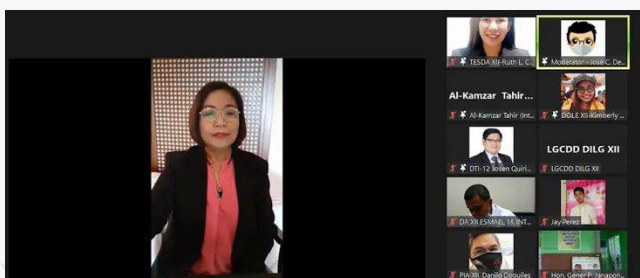 TESDA XII-Ruth L. C...
Moderator - Jose C. De...
Al-Kamzar Tahir...
Al-Kamzar Tahir (Int...
DOLE XII-Kimberly ...
DTI-12 Joven Quiri...
LGCDD DILG XII
LGCDD DILG XII
DA XII ESMAEL M. INT...
Jay Perez
PIA XII, Danilo Doguiles
Hon. Gener P. Janapon...